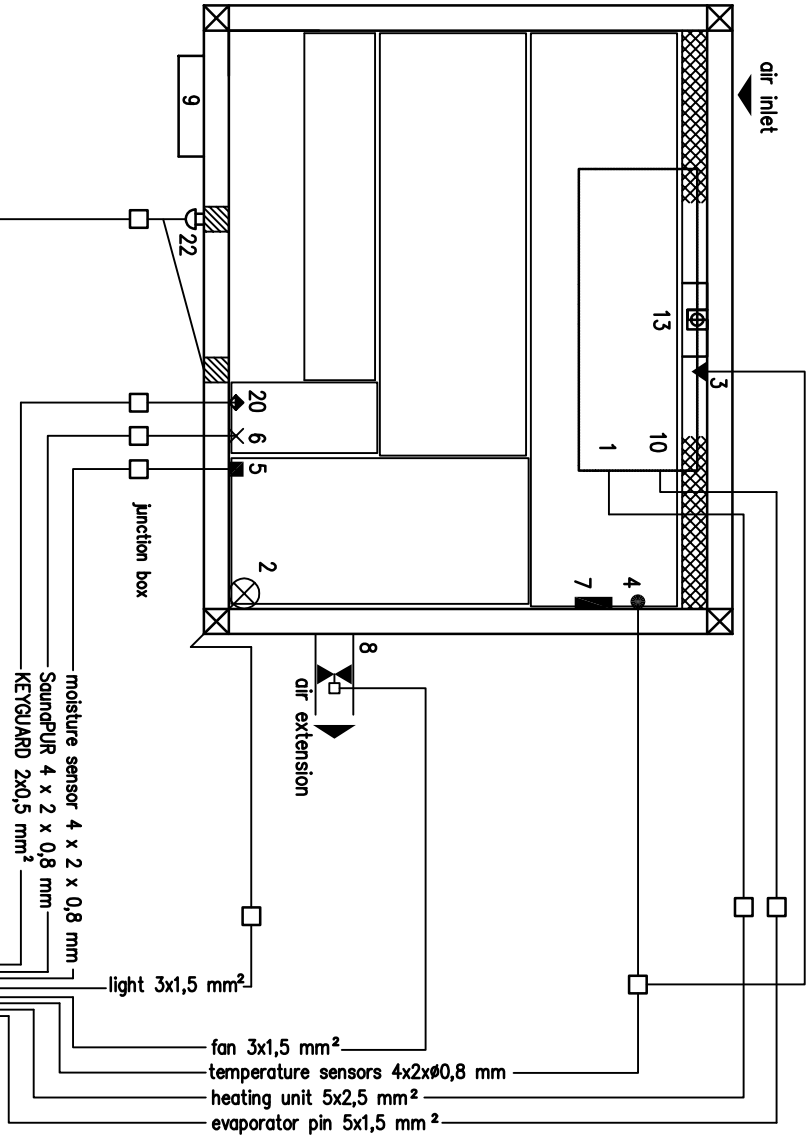 air inlet
9
22
13
3
20
6
5
10
1
junction box
2
7
4
8
air extension
moisture sensor 4 x 2 x 0,8 mm
SaunaPUR 4 x 2 x 0,8 mm
KEYGUARD 2x0,5 mm²
light 3x1,5 mm²
fan 3x1,5 mm²
temperature sensors 4x2xø0,8 mm
heating unit 5x2,5 mm²
evaporator pin 5x1,5 mm²